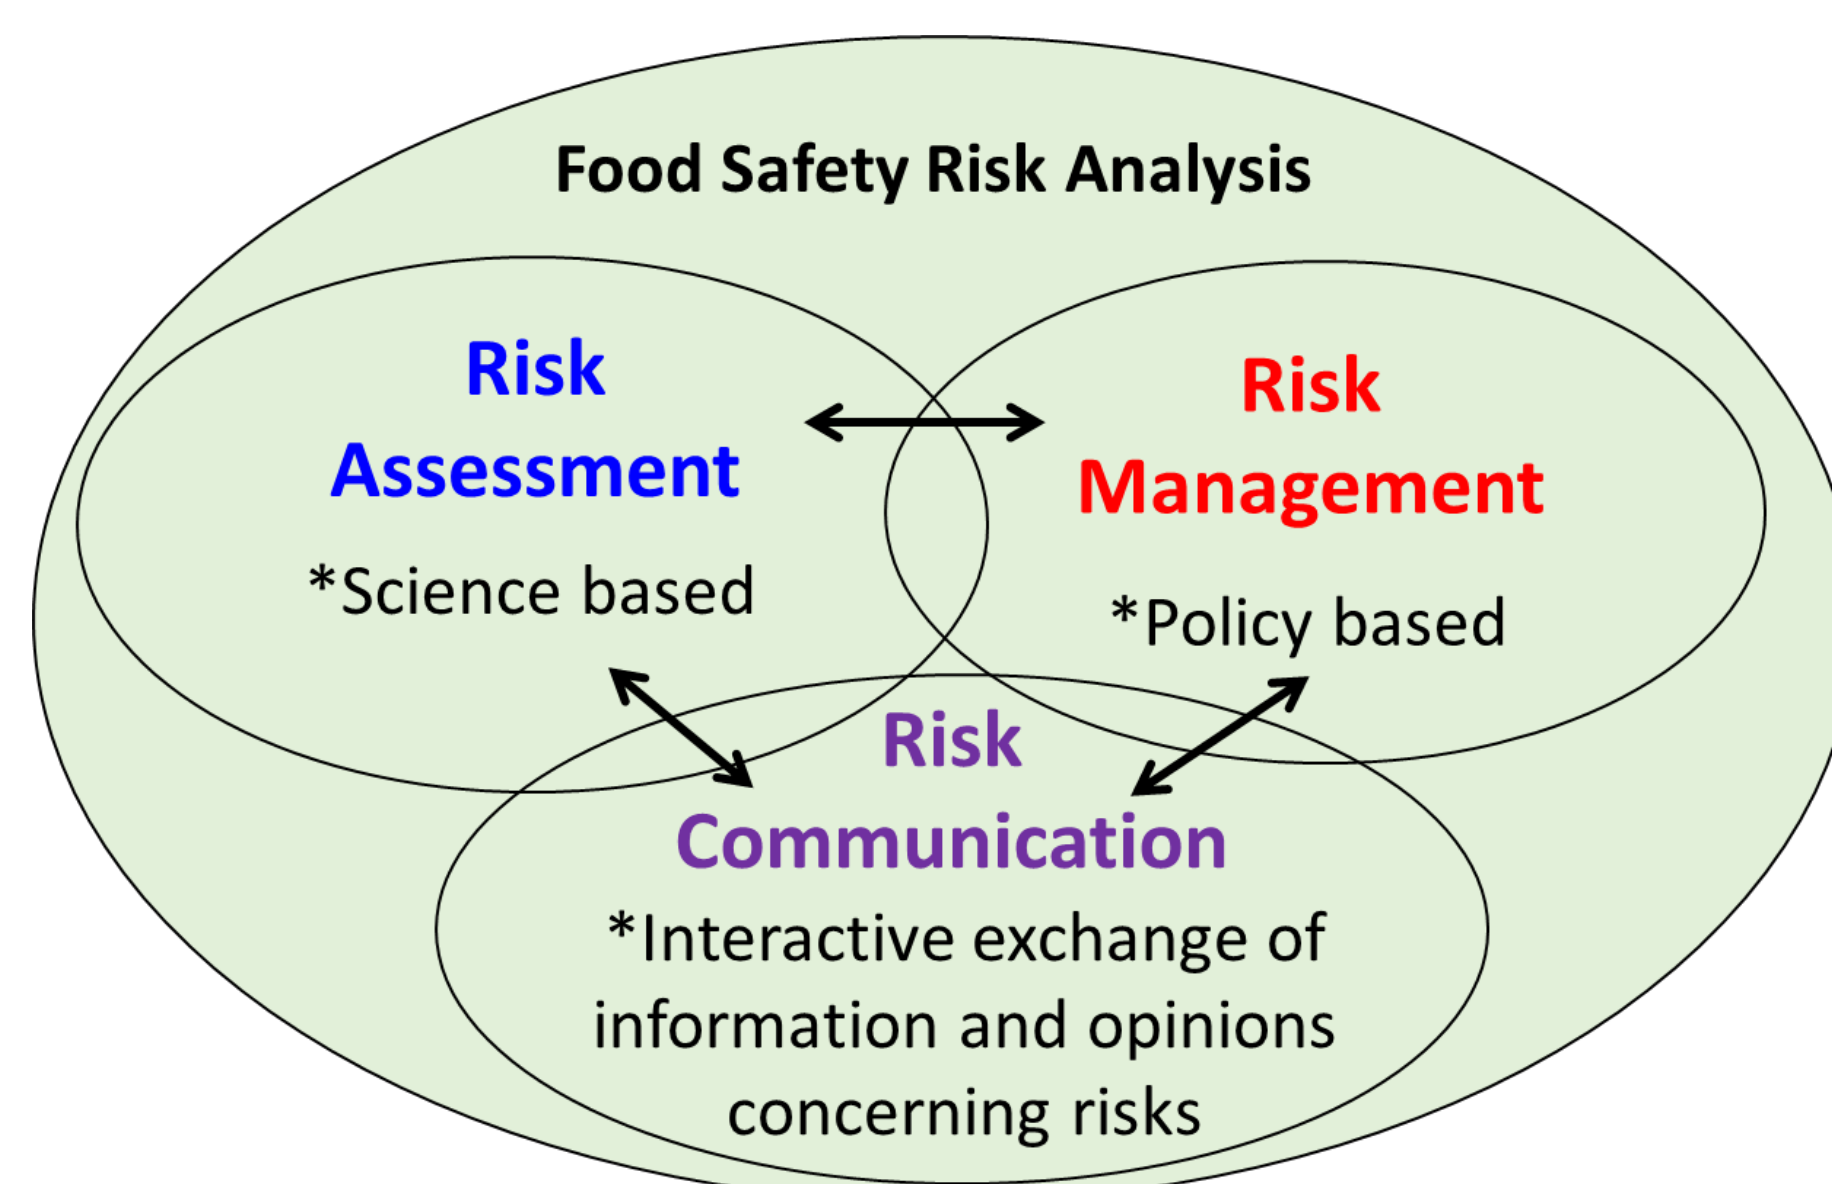 Food Safety Risk Analysis
Risk
Assessment
*Science based
Risk
Management
*Policy based
Risk
Communication
*Interactive exchange of
information and opinions
concerning risks